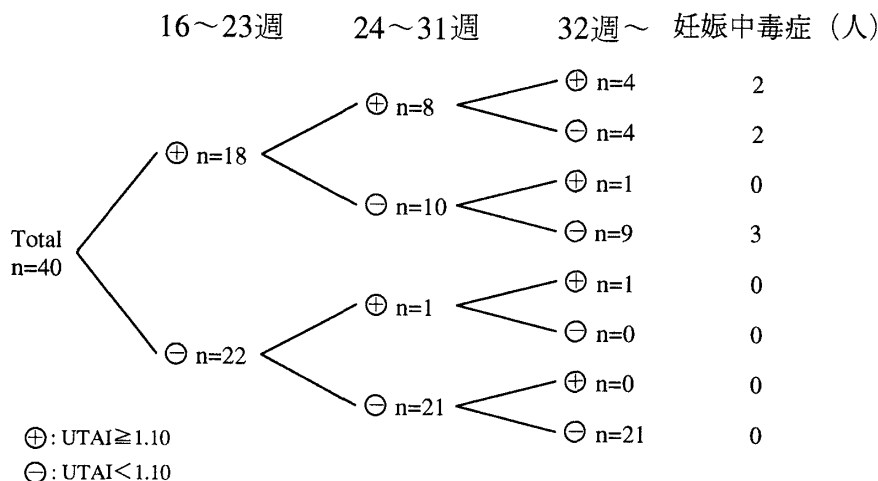 16～23週 24～31週 32週～ 妊娠中毒症（人）
⊕ n=4 2
⊕ n=8
⊖ n=4 2
⊕ n=18
⊕ n=1 0
⊖ n=10
⊖ n=9 3
Total
n=40
⊕ n=1 0
⊕ n=1
⊖ n=0 0
⊖ n=22
⊕ n=0 0
⊖ n=21
⊖ n=21 0
⊕: UTAI≧1.10
⊖: UTAI＜1.10